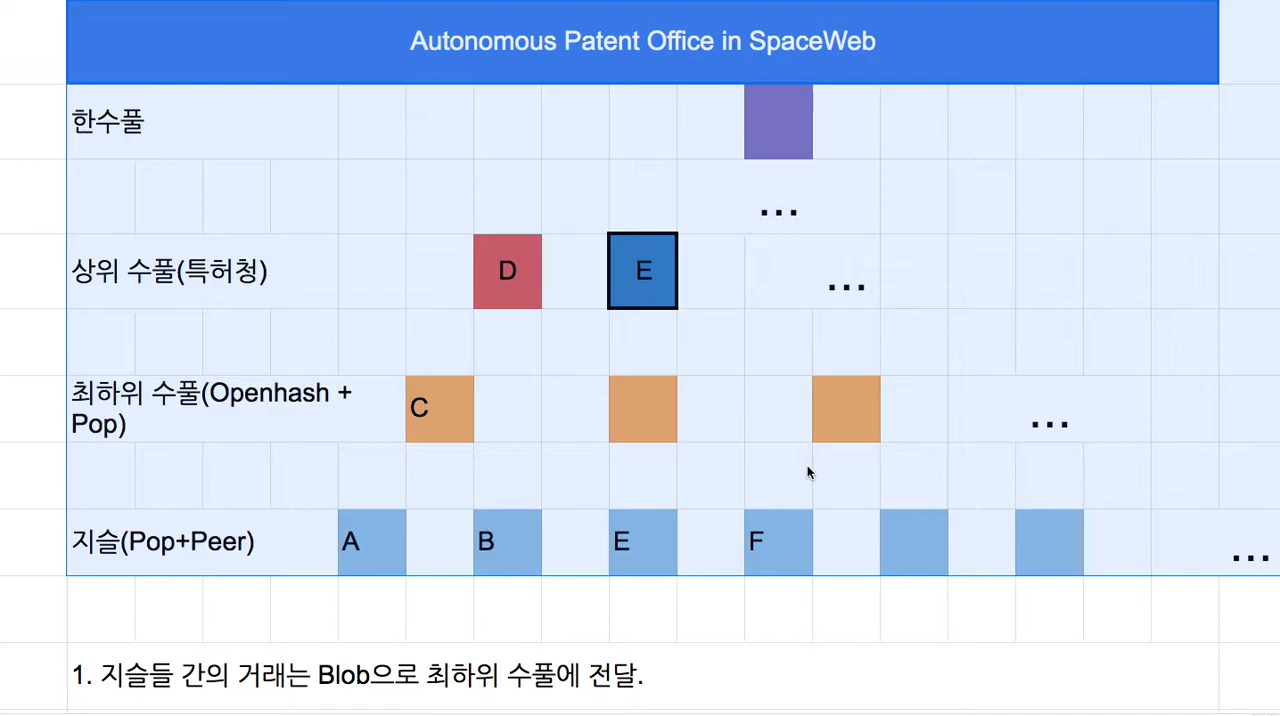 Autonomous Patent Office in SpaceWeb
한수풀
...
상위 수풀(특허청)
D
E
...
최하위 수풀(Openhash +
Pop)
C
...
지슬(Pop+Peer)
A
B
E
F
...
1. 지슬들 간의 거래는 Blob으로 최하위 수풀에 전달.